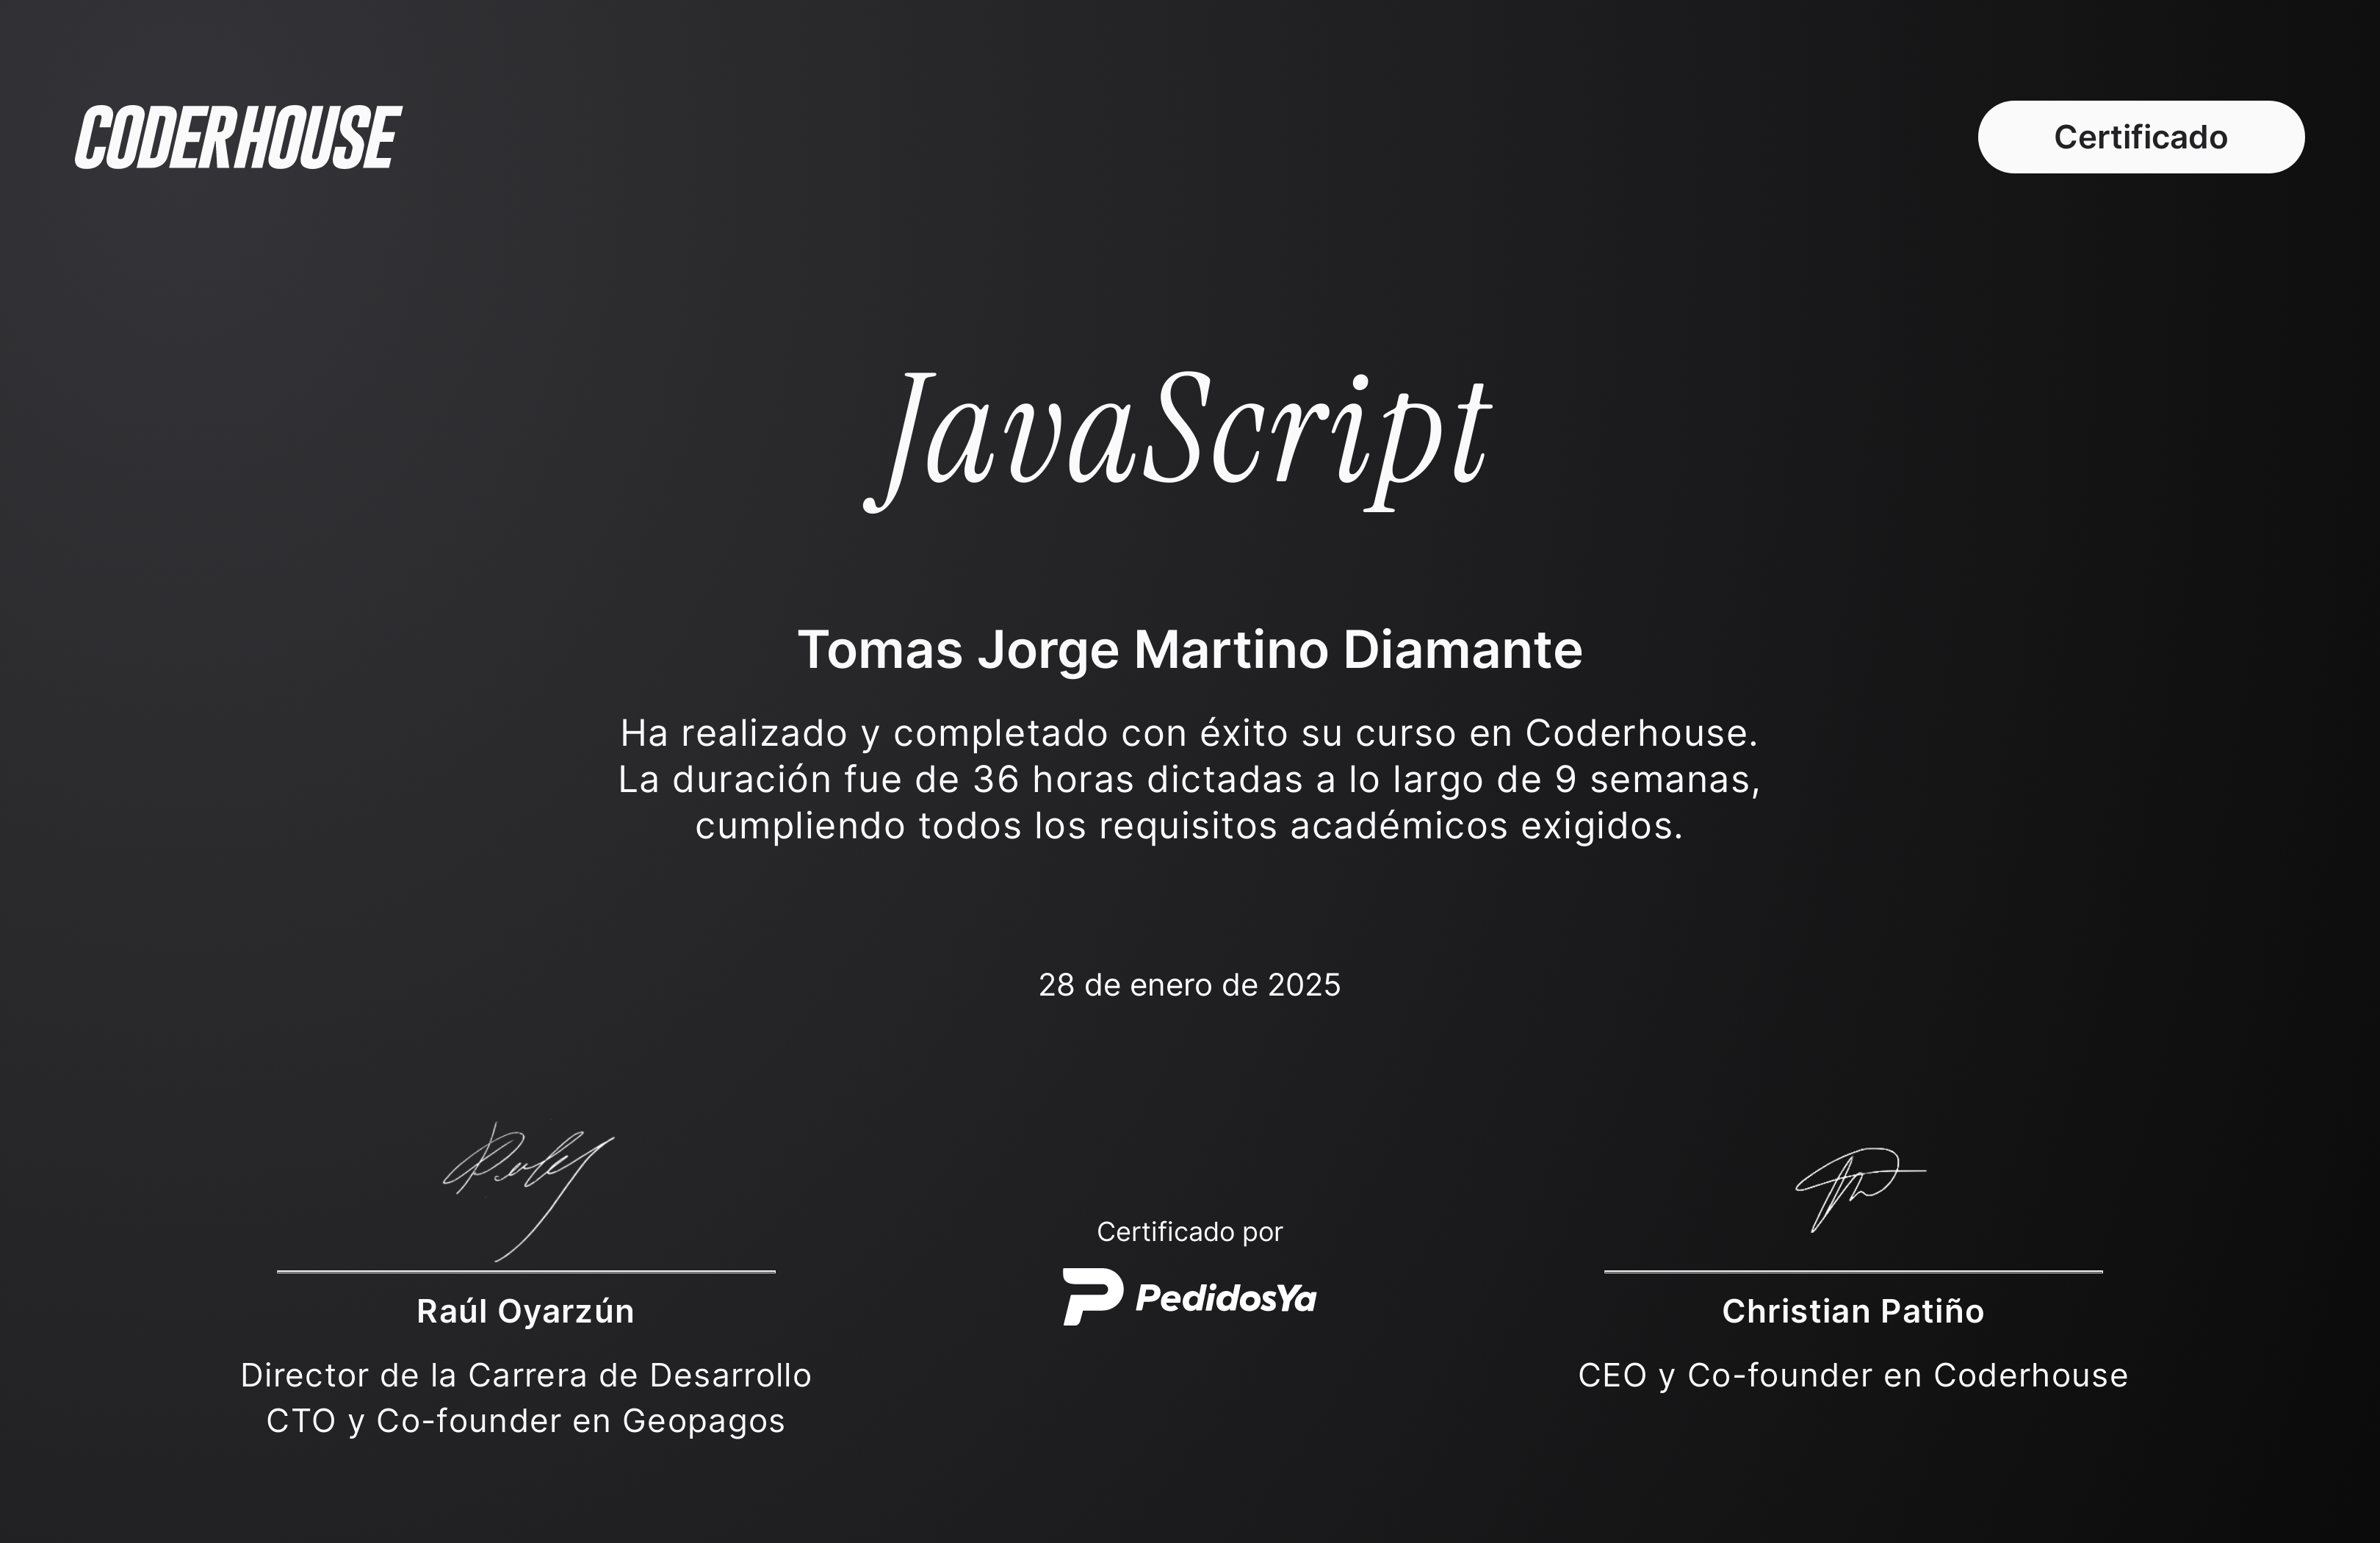 CODERHOUSE
Certificado
JavaScript
Tomas Jorge Martino Diamante
Ha realizado y completado con éxito su curso en Coderhouse.
La duración fue de 36 horas dictadas a lo largo de 9 semanas,
cumpliendo todos los requisitos académicos exigidos.
28 de enero de 2025
Certificado por
PedidosYa
Raúl Oyarzún
Director de la Carrera de Desarrollo
CTO y Co-founder en Geopagos
Christian Patiño
CEO y Co-founder en Coderhouse